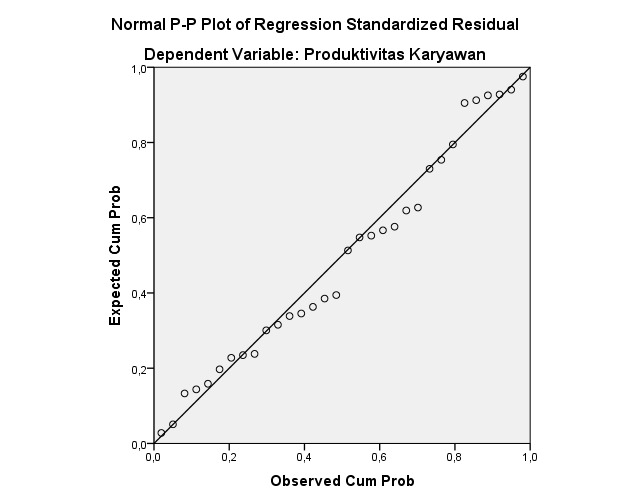 Normal P-P Plot of Regression Standardized Residual
Dependent Variable: Produktivitas Karyawan
1,0
0,8
0,6
0,4
0,2
0,0
Expected Cum Prob
0,0 0,2 0,4 0,6 0,8 1,0
Observed Cum Prob